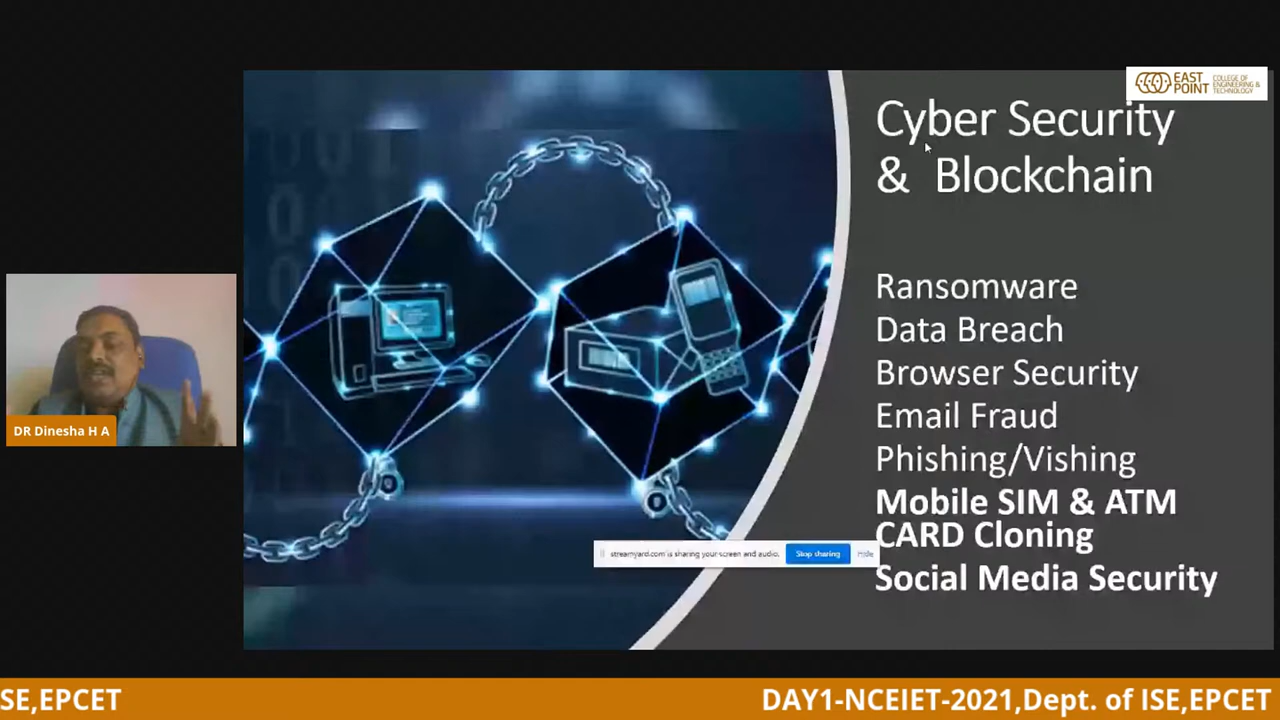 EAST
POINT
COLLEGE OF
ENGINEERING &
TECHNOLOGY
Cyber Security
& Blockchain
Ransomware
Data Breach
Browser Security
Email Fraud
Phishing/Vishing
Mobile SIM & ATM
CARD Cloning
Social Media Security
DR Dinesha H A
streamyard.com is sharing your screen and audio.
Stop sharing
Hide
SE,EPCET
DAY1-NCEIET-2021,Dept. of ISE,EPCET